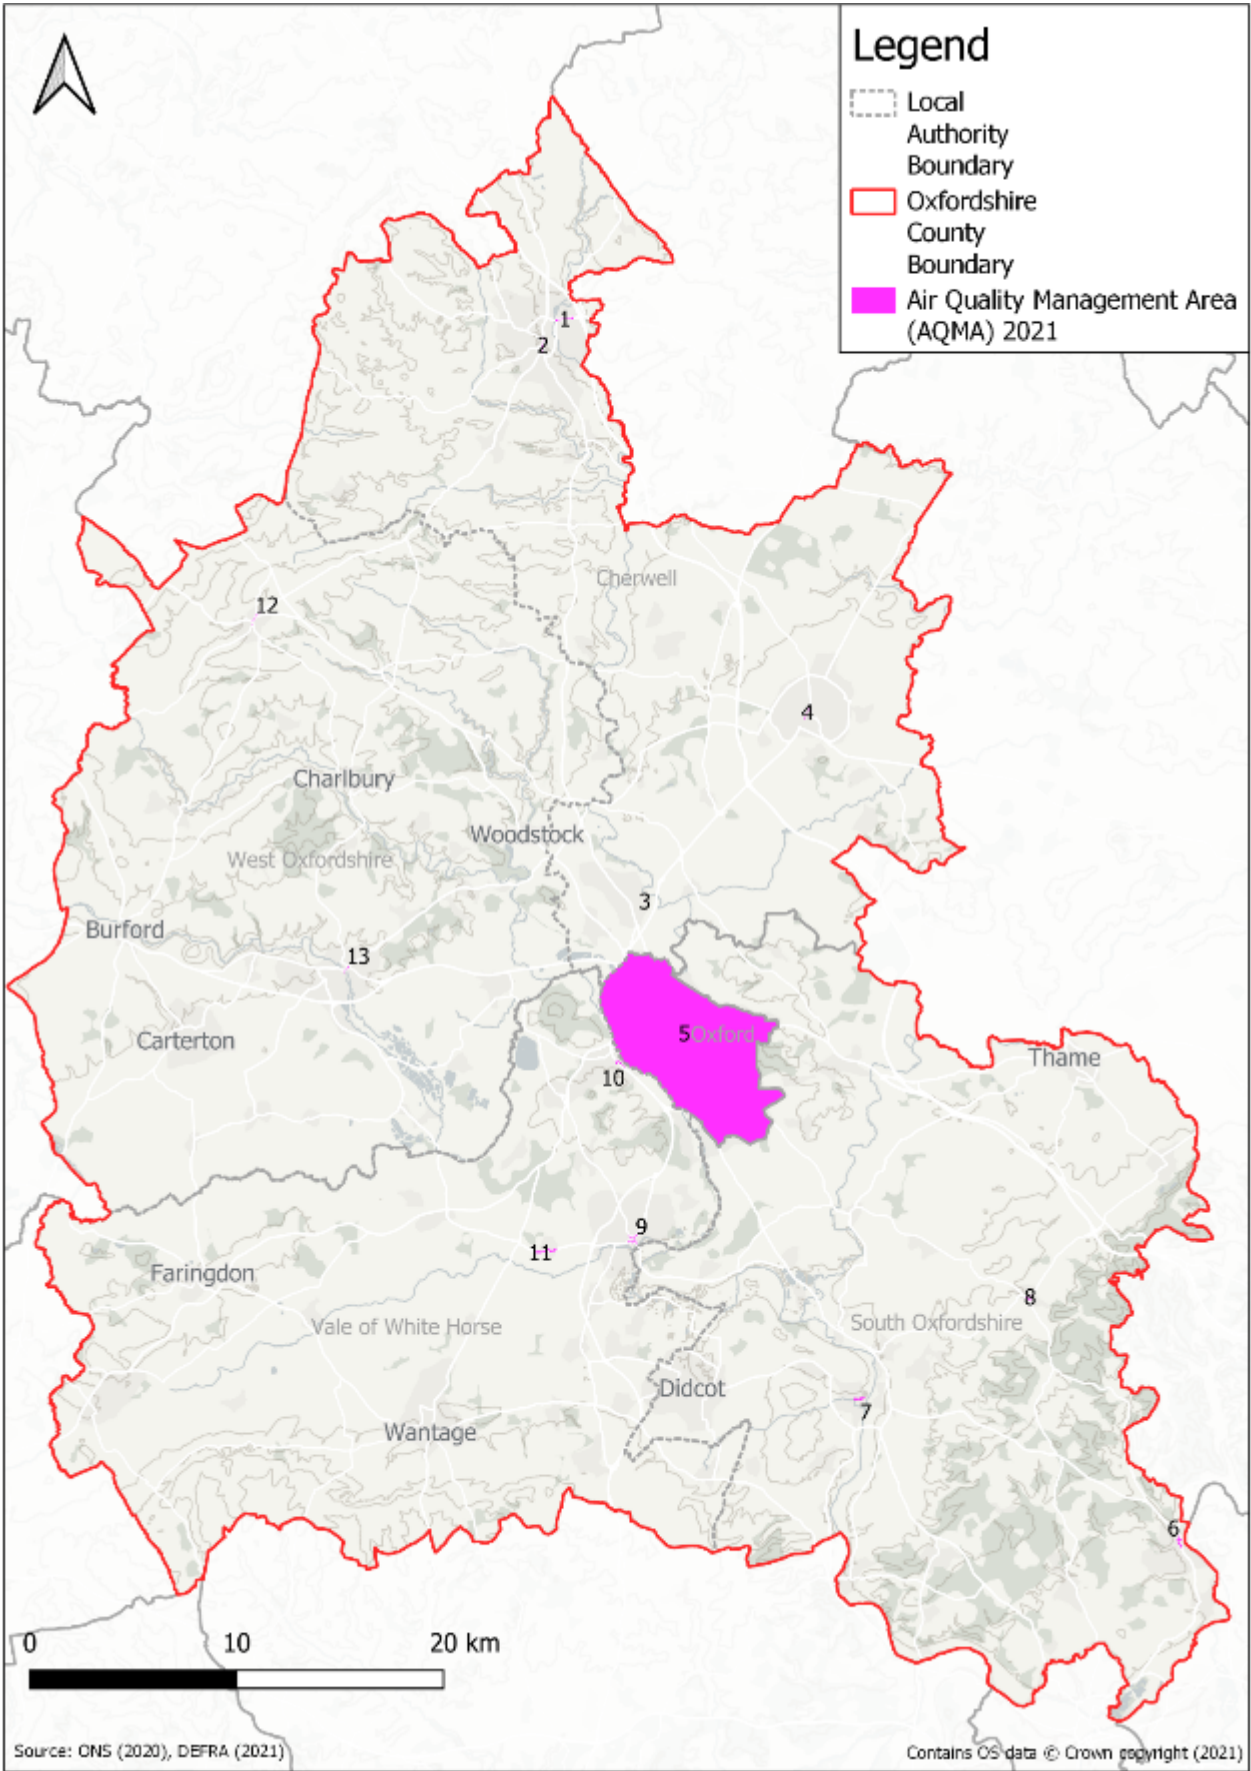 Legend
Local
Authority
Boundary
Oxfordshire
County
Boundary
Air Quality Management Area
(AQMA) 2021
1
2
Cherwell
12
4
Charlbury
Woodstock
West Oxfordshire
3
Burford
13
5 Oxford
Carterton
Thame
10
9
11
Faringdon
8
Vale of White Horse
South Oxfordshire
Didcot
7
Wantage
6
0 10 20 km
Source: ONS (2020), DEFRA (2021)
Contains OS data © Crown copyright (2021)